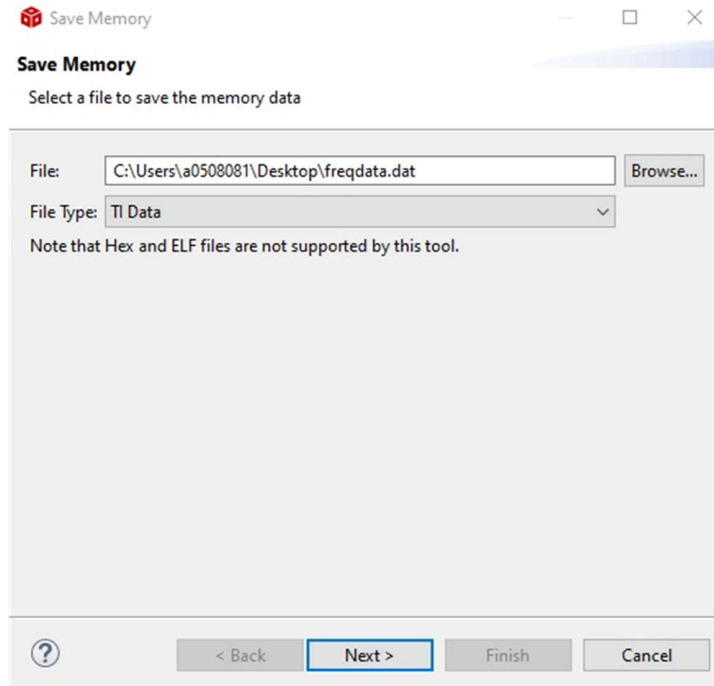 Save Memory
Save Memory
Select a file to save the memory data
File: C:\Users\a0508081\Desktop\freqdata.dat Browse...
File Type: TI Data
Note that Hex and ELF files are not supported by this tool.
? < Back Next > Finish Cancel